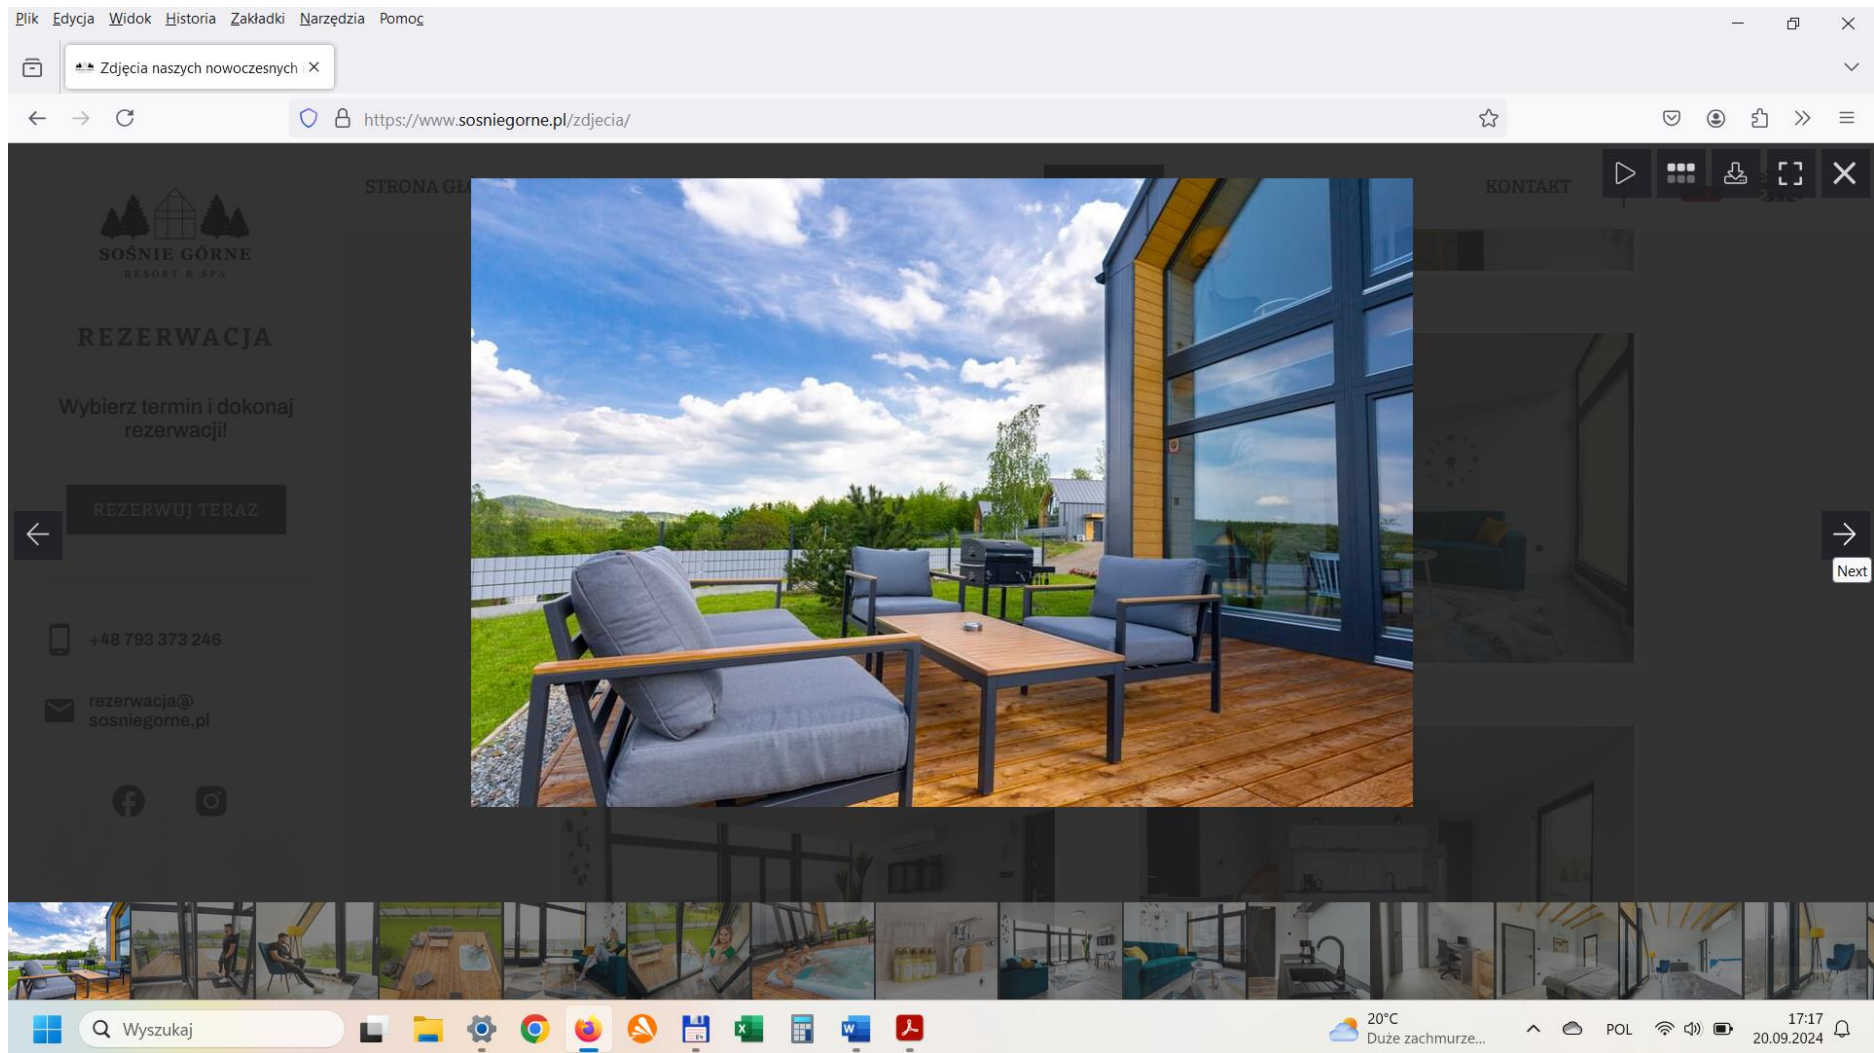 Plik Edycja Widok Historia Zakładki Narzędzia Pomoc
Zdjęcia naszych nowoczesnych
https://www.sosniegorne.pl/zdjecia/
STRONA GŁ
KONTAKT
SOŚNIE GÓRNE
RESORT & SPA
REZERWACJA
Wybierz termin i dokonaj
rezerwacji!
REZERWUJ TERAZ
Next
+48 793 373 246
rezerwacja@
sosniegorne.pl
Wyszukaj
20°C
Duże zachmurze...
POL
17:17
20.09.2024